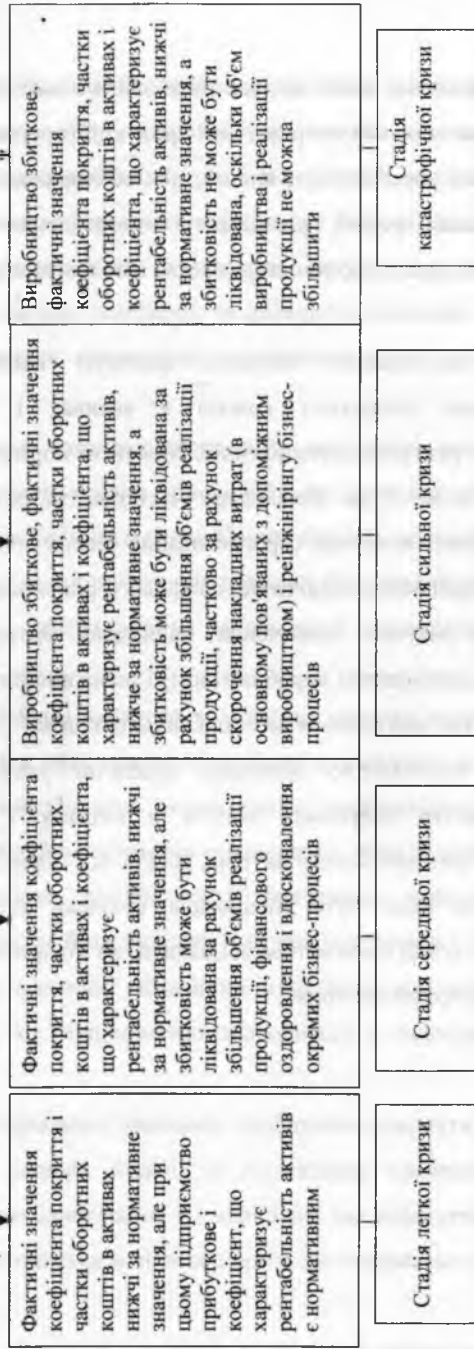 Фактичні значення
коефіцієнта покриття і
частки оборотних
коштів в активах
нижчі за нормативне
значення, але при
цьому підприємство
прибуткове і
коефіцієнт, що
характеризує
рентабельність активів
є нормативним
Стадія легкої кризи
Фактичні значення коефіцієнта
покриття, частки оборотних
коштів в активах і коефіцієнта,
що характеризує
рентабельність активів, нижчі
за нормативне значення, але
збитковість може бути
ліквідована за рахунок
збільшення об'ємів реалізації
продукції, фінансового
оздоровлення і вдосконалення
окремих бізнес-процесів
Стадія середньої кризи
Виробництво збиткове, фактичні значення
коефіцієнта покриття, частки оборотних
коштів в активах і коефіцієнта, що
характеризує рентабельність активів,
нижче за нормативне значення, а
збитковість може бути ліквідована за
рахунок збільшення об'ємів реалізації
продукції, частково за рахунок
скорочення накладних витрат (в
основному пов'язаних з допоміжним
виробництвом) і реінжинірингу бізнес-
процесів
Стадія сильної кризи
Виробництво збиткове,
фактичні значення
коефіцієнта покриття, частки
оборотних коштів в активах і
коефіцієнта, що характеризує
рентабельність активів, нижчі
за нормативне значення, а
збитковість не може бути
ліквідована, оскільки об'єм
виробництва і реалізації
продукції не можна
збільшити
Стадія
катастрофічної кризи